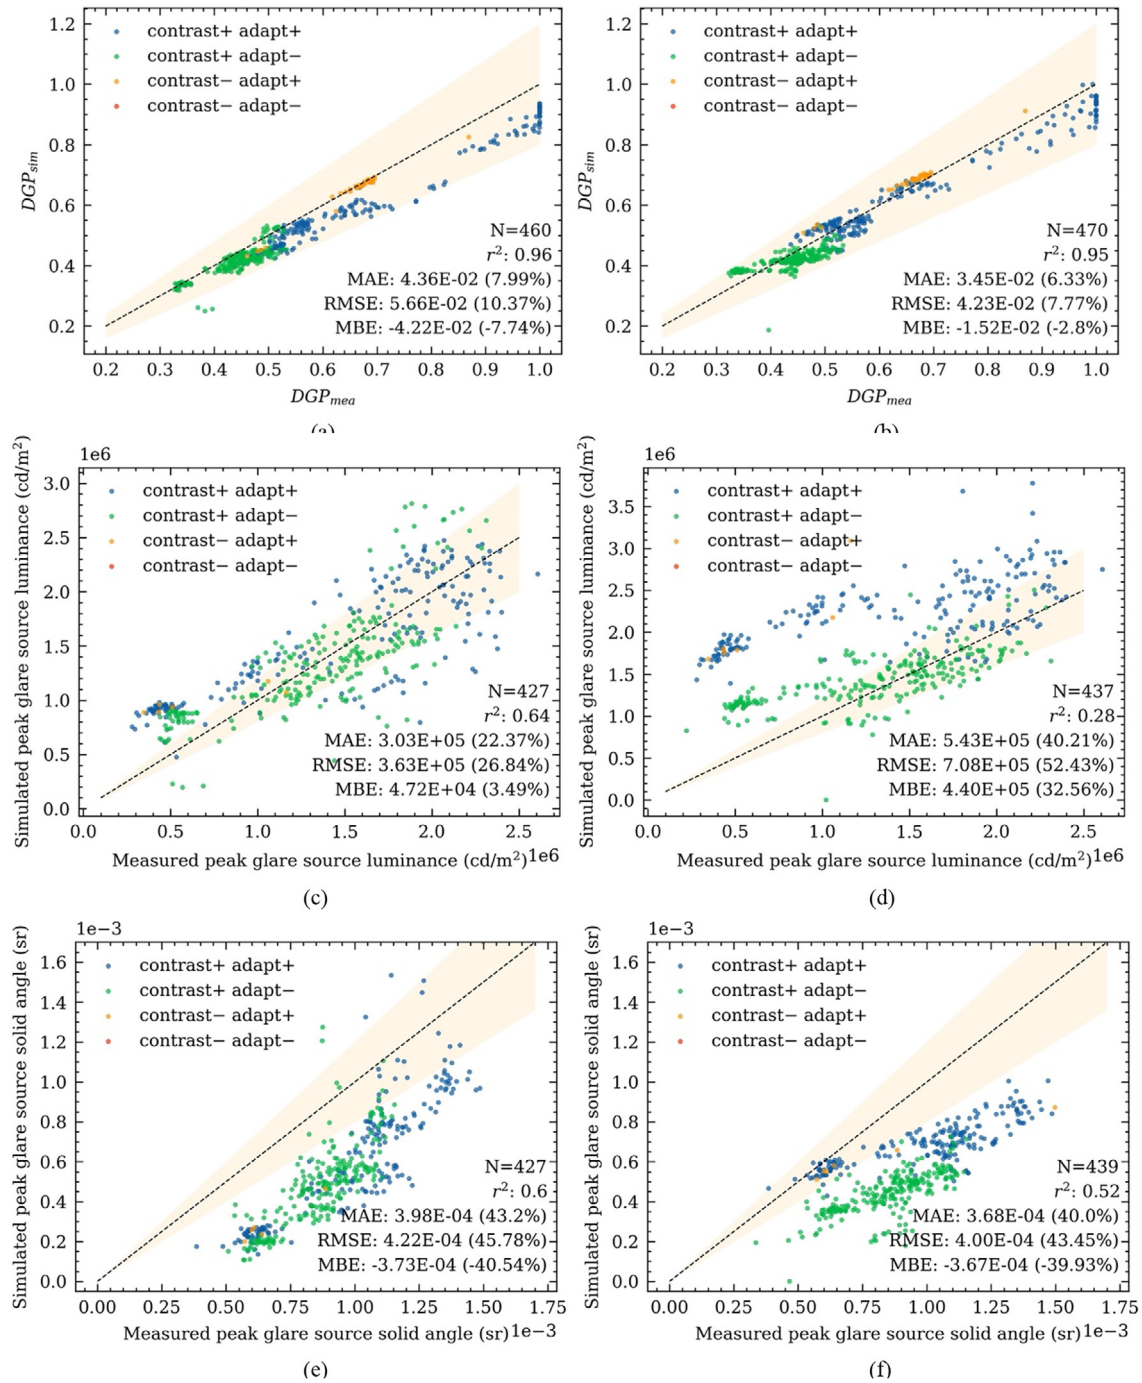 1.2
1.0
0.8
0.6
0.4
0.2
DGP_sim
contrast+ adapt+
contrast+ adapt−
contrast− adapt+
contrast− adapt−
N=460
r²: 0.96
MAE: 4.36E-02 (7.99%)
RMSE: 5.66E-02 (10.37%)
MBE: -4.22E-02 (-7.74%)
0.2 0.3 0.4 0.5 0.6 0.7 0.8 0.9 1.0
DGP_mea
(a)
1.2
1.0
0.8
0.6
0.4
0.2
DGP_sim
contrast+ adapt+
contrast+ adapt−
contrast− adapt+
contrast− adapt−
N=470
r²: 0.95
MAE: 3.45E-02 (6.33%)
RMSE: 4.23E-02 (7.77%)
MBE: -1.52E-02 (-2.8%)
0.2 0.3 0.4 0.5 0.6 0.7 0.8 0.9 1.0
DGP_mea
(b)
1e6
3.0
2.5
2.0
1.5
1.0
0.5
0.0
Simulated peak glare source luminance (cd/m²)
contrast+ adapt+
contrast+ adapt−
contrast− adapt+
contrast− adapt−
N=427
r²: 0.64
MAE: 3.03E+05 (22.37%)
RMSE: 3.63E+05 (26.84%)
MBE: 4.72E+04 (3.49%)
0.0 0.5 1.0 1.5 2.0 2.5
Measured peak glare source luminance (cd/m²)1e6
(c)
1e6
3.5
3.0
2.5
2.0
1.5
1.0
0.5
0.0
Simulated peak glare source luminance (cd/m²)
contrast+ adapt+
contrast+ adapt−
contrast− adapt+
contrast− adapt−
N=437
r²: 0.28
MAE: 5.43E+05 (40.21%)
RMSE: 7.08E+05 (52.43%)
MBE: 4.40E+05 (32.56%)
0.0 0.5 1.0 1.5 2.0 2.5
Measured peak glare source luminance (cd/m²)1e6
(d)
1e−3
1.6
1.4
1.2
1.0
0.8
0.6
0.4
0.2
0.0
Simulated peak glare source solid angle (sr)
contrast+ adapt+
contrast+ adapt−
contrast− adapt+
contrast− adapt−
N=427
r²: 0.6
MAE: 3.98E-04 (43.2%)
RMSE: 4.22E-04 (45.78%)
MBE: -3.73E-04 (-40.54%)
0.00 0.25 0.50 0.75 1.00 1.25 1.50 1.75
Measured peak glare source solid angle (sr)1e−3
(e)
1e−3
1.6
1.4
1.2
1.0
0.8
0.6
0.4
0.2
0.0
Simulated peak glare source solid angle (sr)
contrast+ adapt+
contrast+ adapt−
contrast− adapt+
contrast− adapt−
N=439
r²: 0.52
MAE: 3.68E-04 (40.0%)
RMSE: 4.00E-04 (43.45%)
MBE: -3.67E-04 (-39.93%)
0.00 0.25 0.50 0.75 1.00 1.25 1.50 1.75
Measured peak glare source solid angle (sr)1e−3
(f)